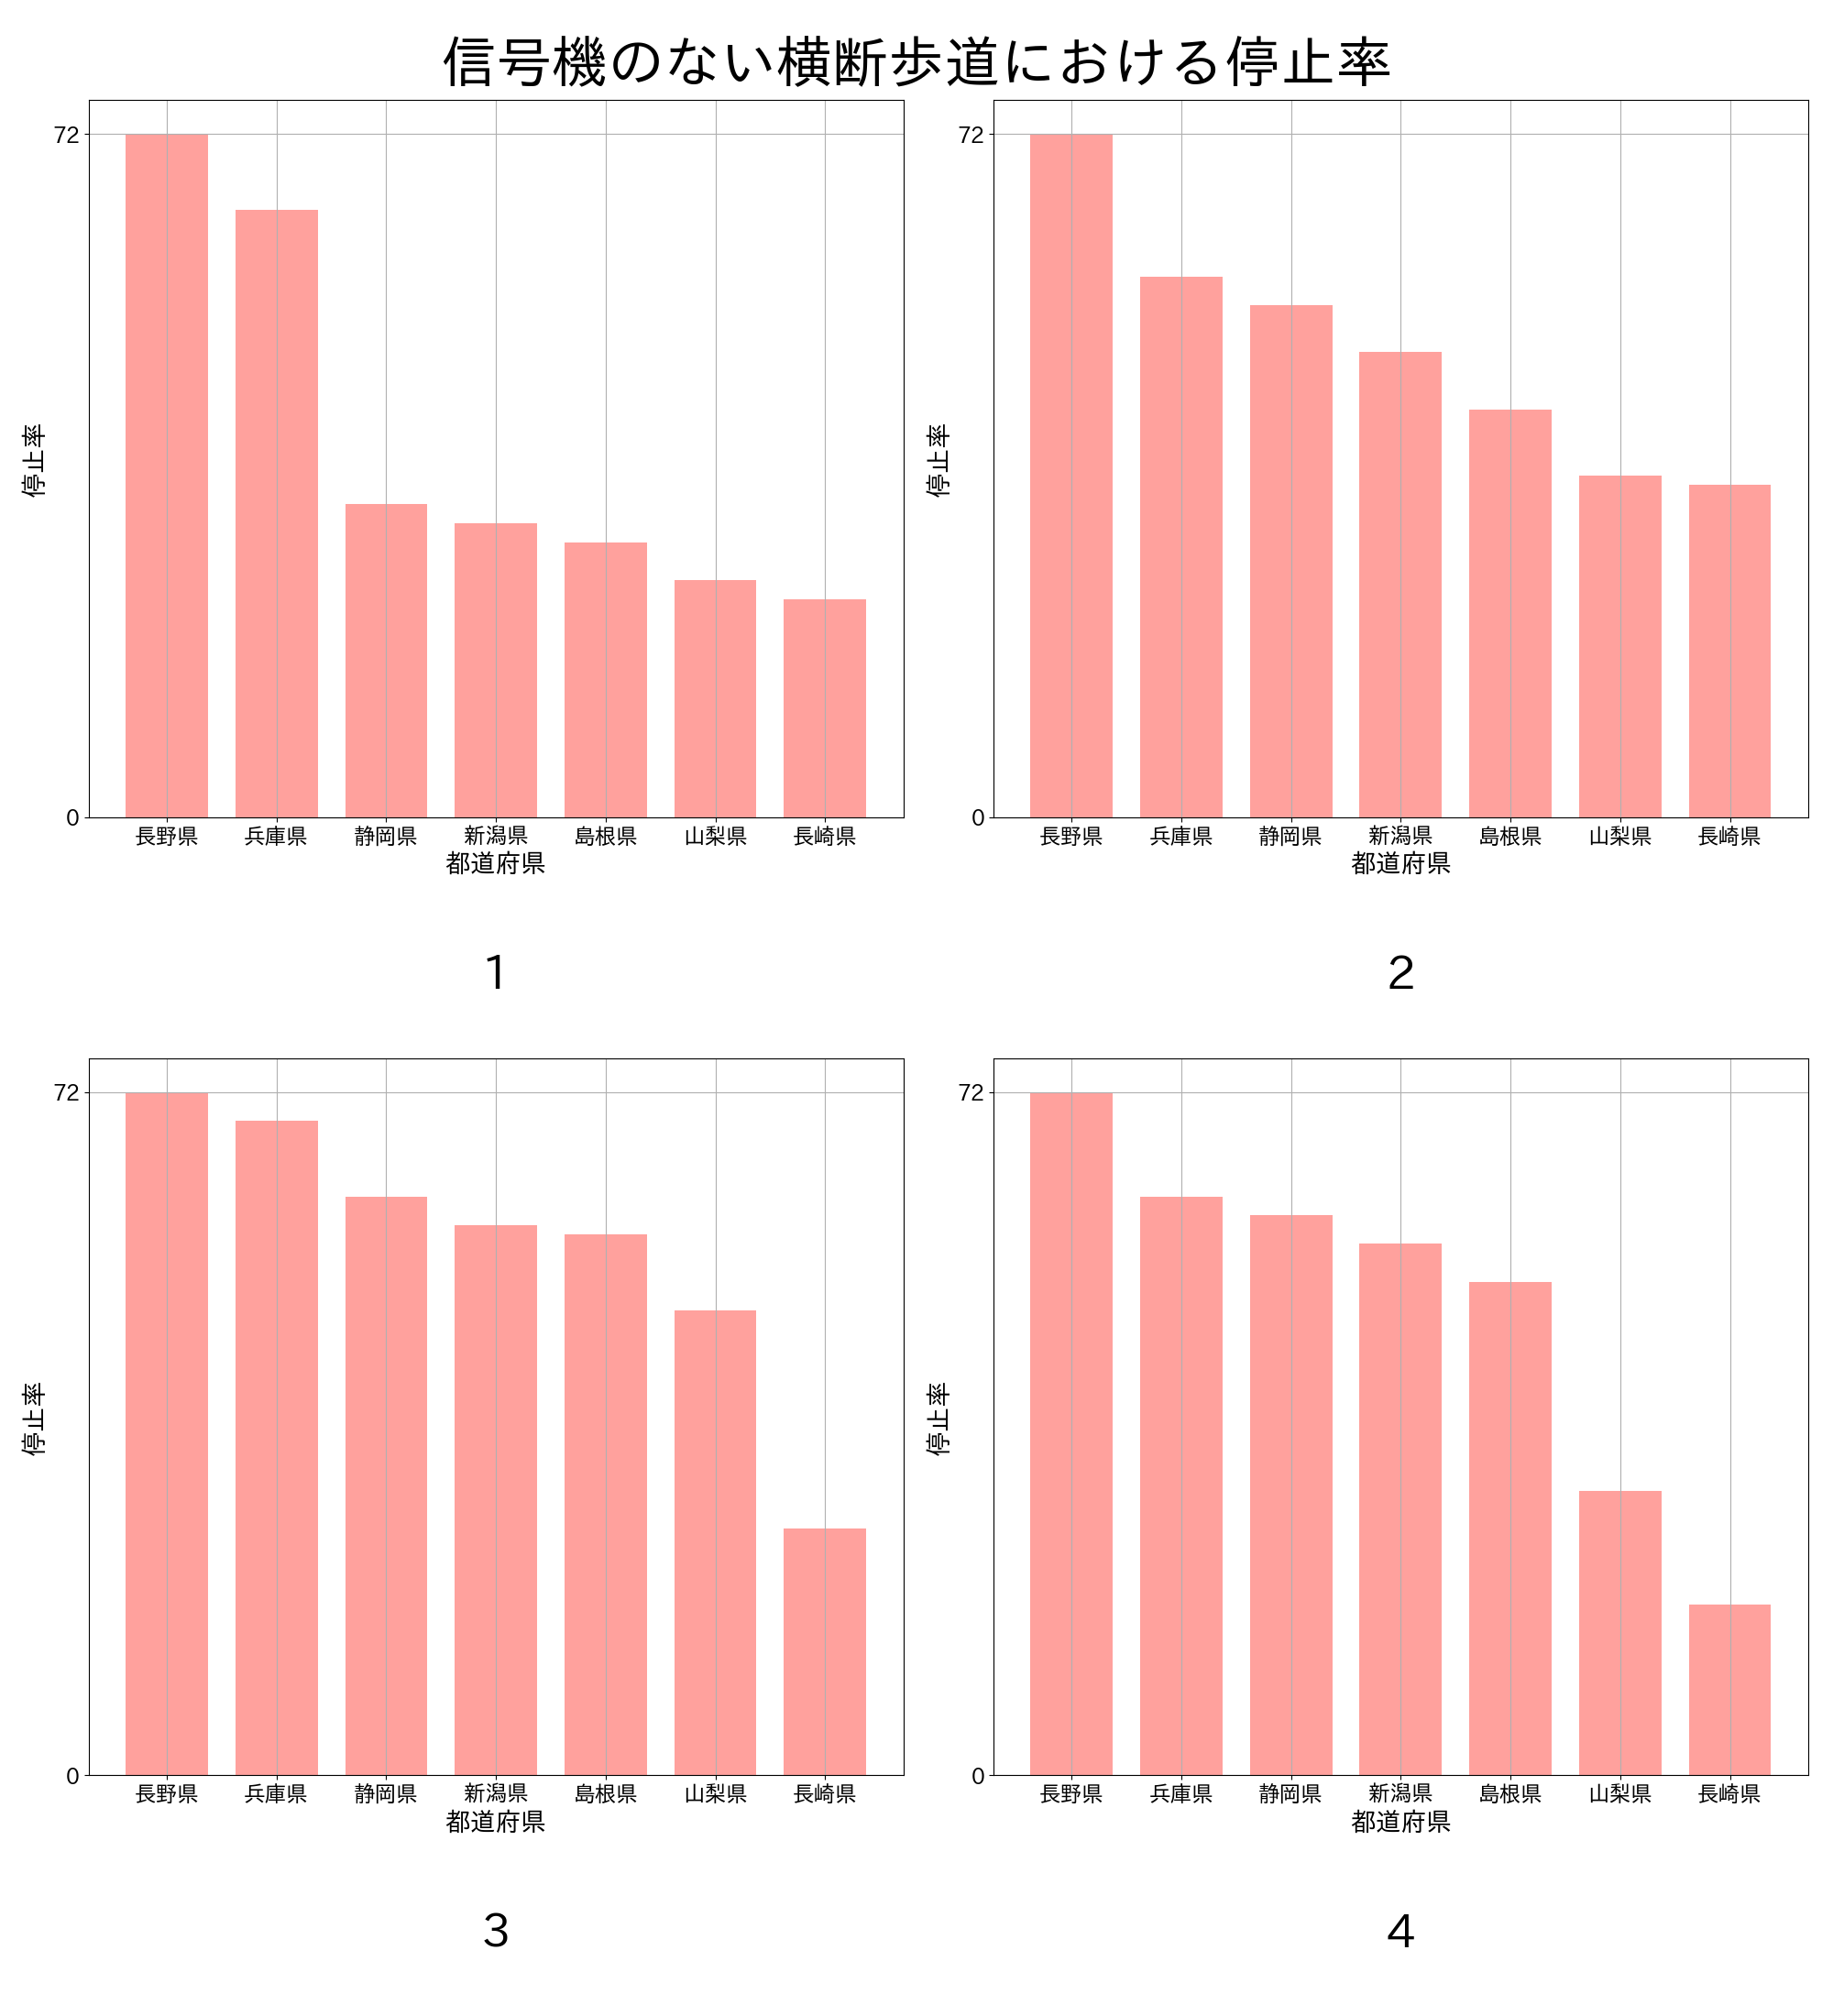 信号機のない横断歩道における停止率
72
0
停止率
長野県 兵庫県 静岡県 新潟県 島根県 山梨県 長崎県
都道府県
1
72
0
停止率
長野県 兵庫県 静岡県 新潟県 島根県 山梨県 長崎県
都道府県
2
72
0
停止率
長野県 兵庫県 静岡県 新潟県 島根県 山梨県 長崎県
都道府県
3
72
0
停止率
長野県 兵庫県 静岡県 新潟県 島根県 山梨県 長崎県
都道府県
4